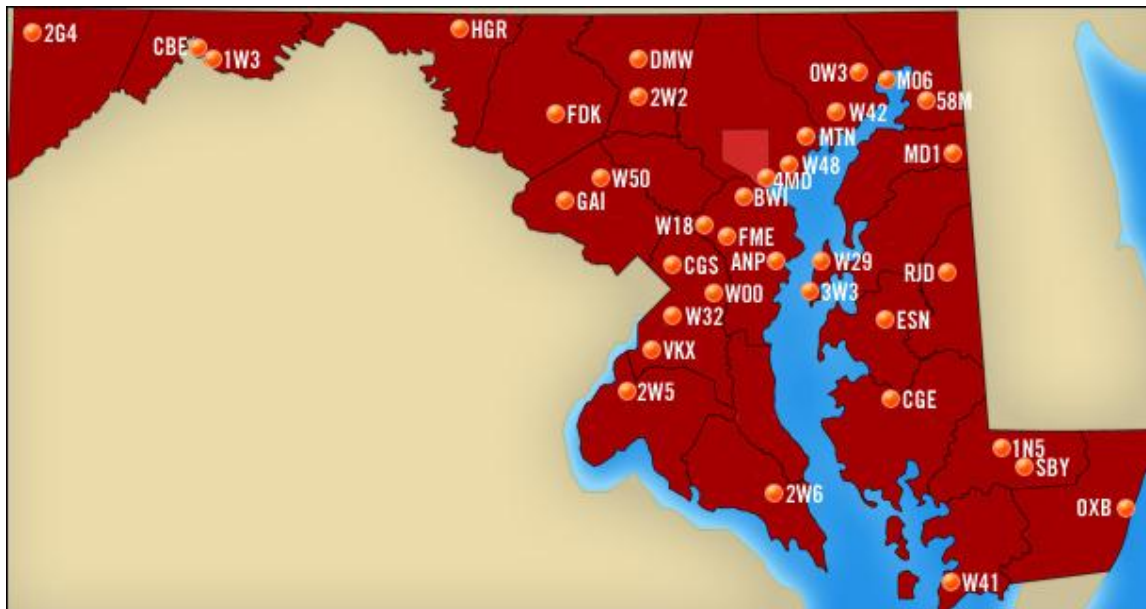 2G4
CBE
1W3
HGR
DMW
2W2
FDK
0W3
M06
58M
W42
MTN
MD1
W48
4MD
BWI
W50
GAI
W18
FME
CGS
ANP
W29
RJD
W00
3W3
W32
ESN
VKX
2W5
CGE
1N5
SBY
2W6
OXB
W41